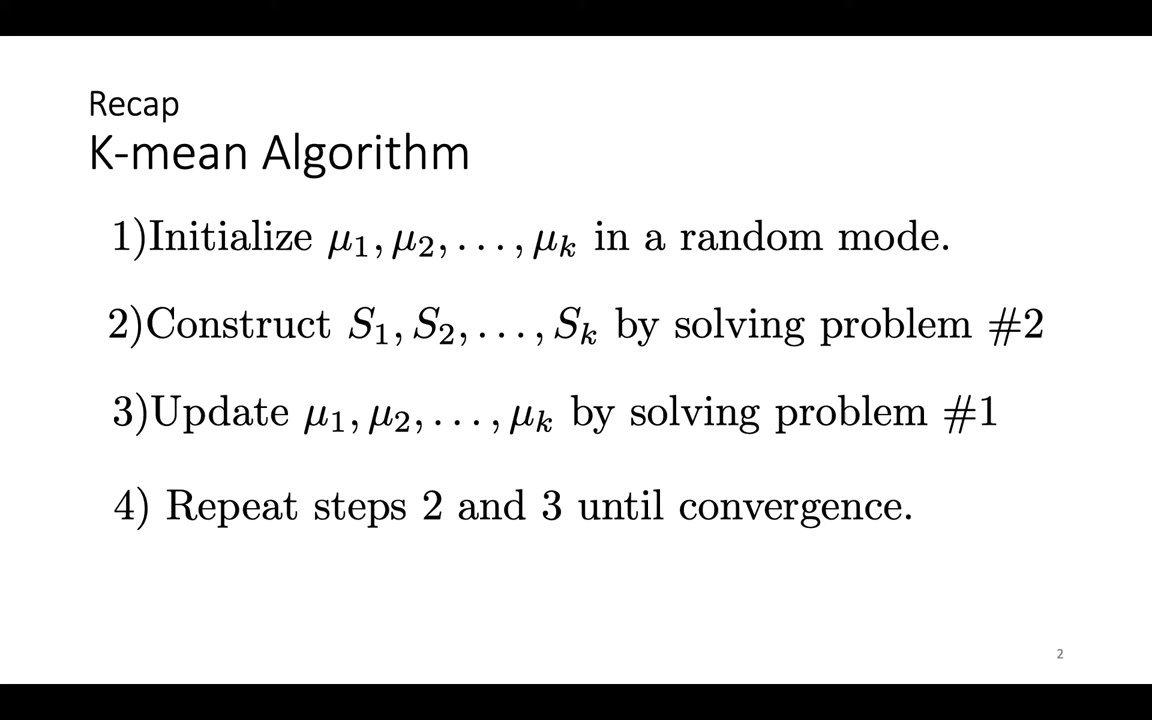 Recap
K-mean Algorithm
1)Initialize μ₁, μ₂, . . . , μₖ in a random mode.
2)Construct S₁, S₂, . . . , Sₖ by solving problem #2
3)Update μ₁, μ₂, . . . , μₖ by solving problem #1
4) Repeat steps 2 and 3 until convergence.
2